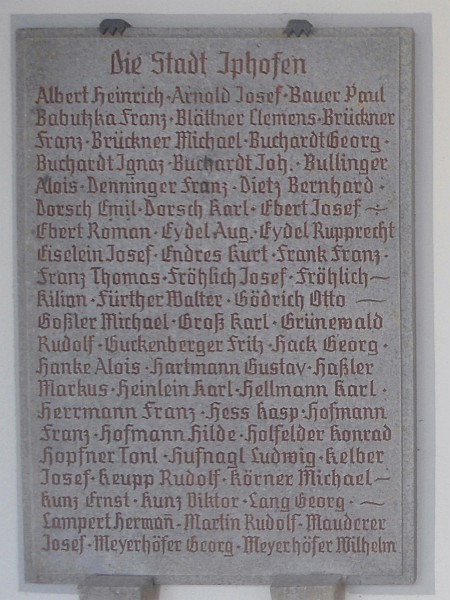 Die Stadt Iphofen
Albert Heinrich · Arnold Josef · Bauer Paul
Babutzka Franz · Blättner Clemens · Brückner
Franz · Brückner Michael · Buchardt Georg ·
Buchardt Ignaz · Buchardt Joh. · Bullinger
Alois · Denninger Franz · Dietz Bernhard ·
Dorsch Emil · Dorsch Karl · Ebert Josef ~
Ebert Roman · Eydel Aug. · Eydel Rupprecht
Eiselein Josef · Endres Kurt · Frank Franz ·
Franz Thomas · Fröhlich Josef · Fröhlich ~
Kilian · Fürther Walter · Gödrich Otto ~
Goßler Michael · Groß Karl · Grünewald
Rudolf · Guckenberger Fritz · Hack Georg ·
Hanke Alois · Hartmann Gustav · Haßler
Markus · Heinlein Karl · Hellmann Karl ·
Herrmann Franz · Hess Kasp · Hofmann
Franz · Hofmann Hilde · Holfelder Konrad
Hopfner Toni · Hufnagl Ludwig · Kelber
Josef · Keupp Rudolf · Körner Michael ~
Kunz Ernst · Kunz Viktor · Lang Georg · ~
Lampert Hermañ · Martin Rudolf · Mauderer
Josef · Meyerhöfer Georg · Meyerhöfer Wilhelm